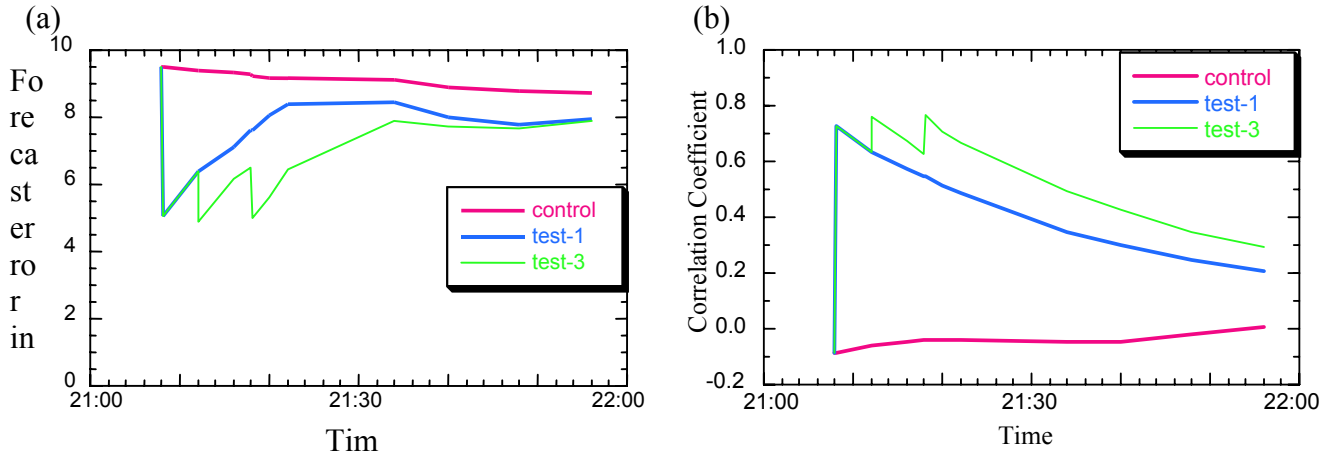 (a)
10
8
6
4
2
0
Fo
re
ca
st
er
ro
r
in
control
test-1
test-3
21:00
21:30
22:00
Tim
(b)
1.0
0.8
0.6
0.4
0.2
0.0
-0.2
Correlation Coefficient
control
test-1
test-3
21:00
21:30
22:00
Time